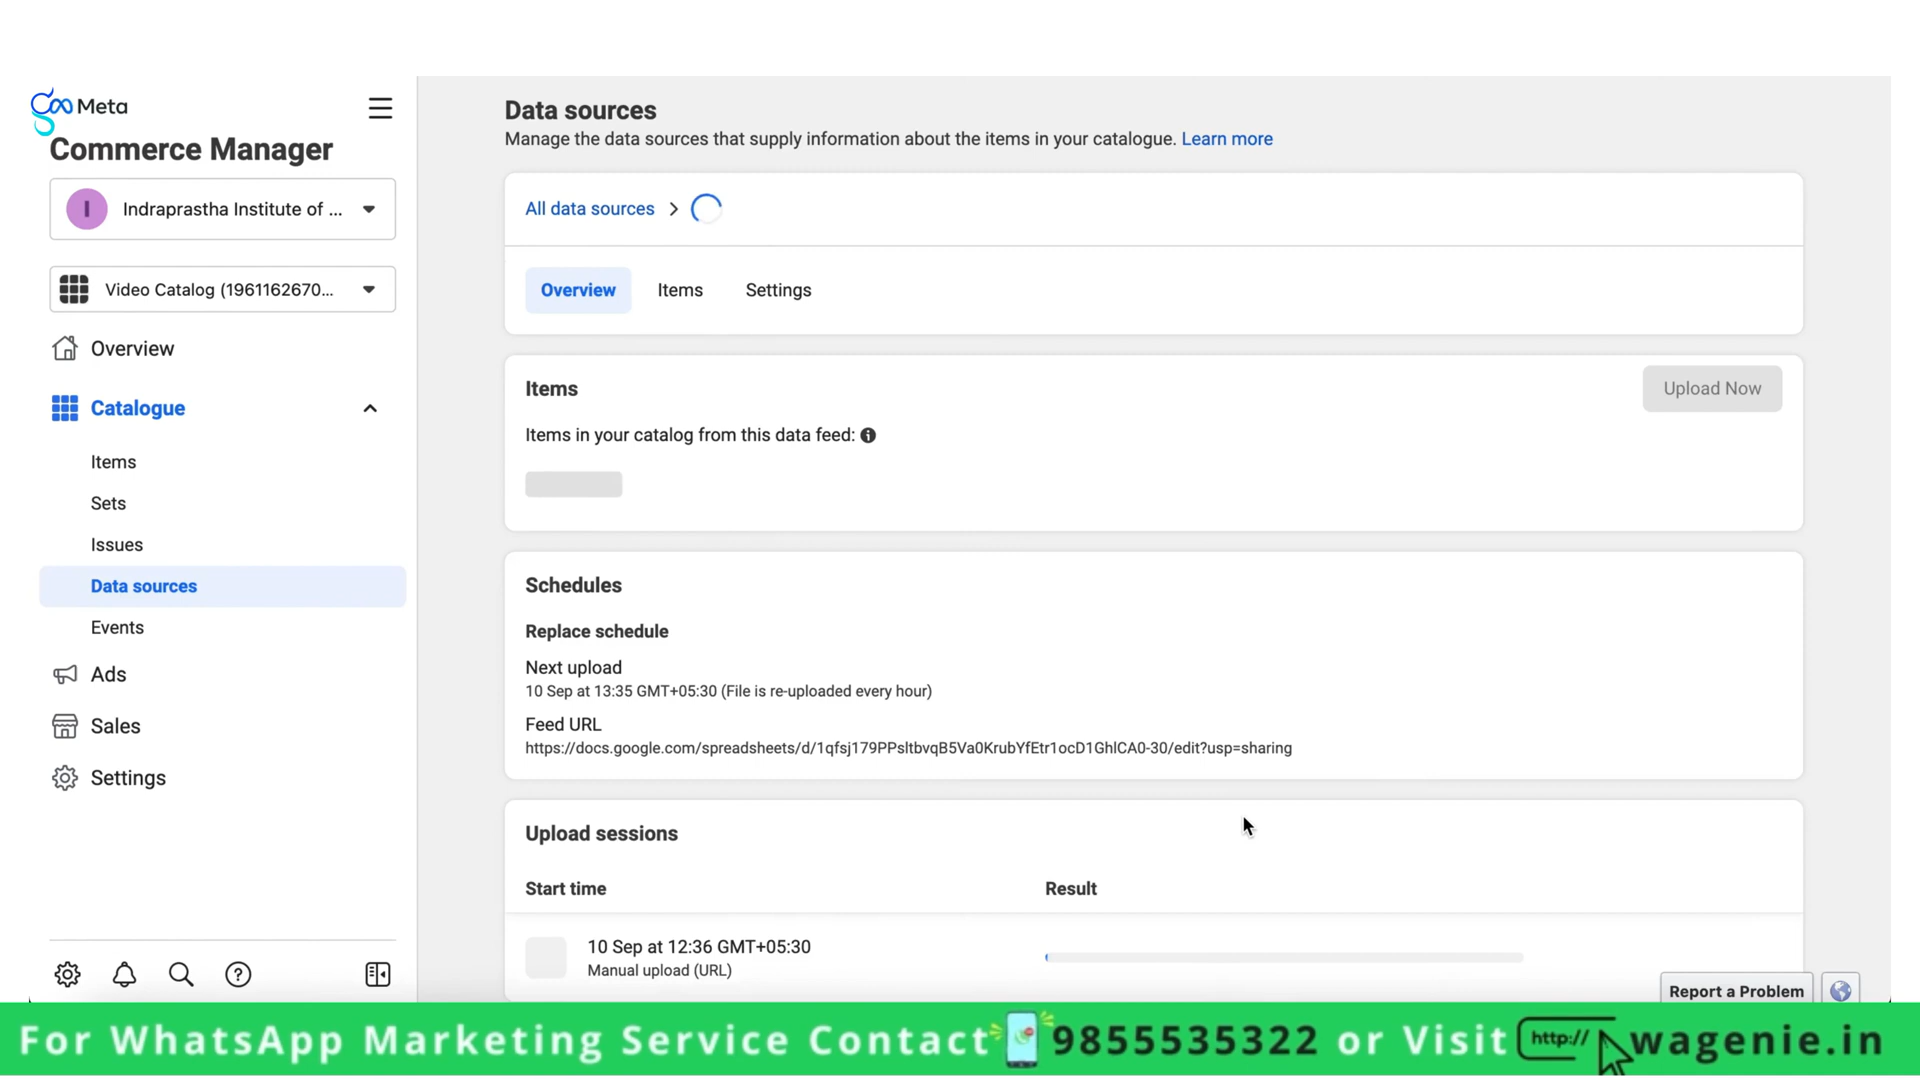 Meta
Commerce Manager
I
Indraprastha Institute of ...
Video Catalog (1961162670...
Overview
Catalogue
Items
Sets
Issues
Data sources
Events
Ads
Sales
Settings
Data sources
Manage the data sources that supply information about the items in your catalogue. Learn more
All data sources
Overview
Items
Settings
Items
Upload Now
Items in your catalog from this data feed:
Schedules
Replace schedule
Next upload
10 Sep at 13:35 GMT+05:30 (File is re-uploaded every hour)
Feed URL
https://docs.google.com/spreadsheets/d/1qfsj179PPsltbvqB5Va0KrubYfEtr1ocD1GhlCA0-30/edit?usp=sharing
Upload sessions
Start time
Result
10 Sep at 12:36 GMT+05:30
Manual upload (URL)
Report a Problem
For WhatsApp Marketing Service Contact 9855535322 or Visit http:// wagenie.in